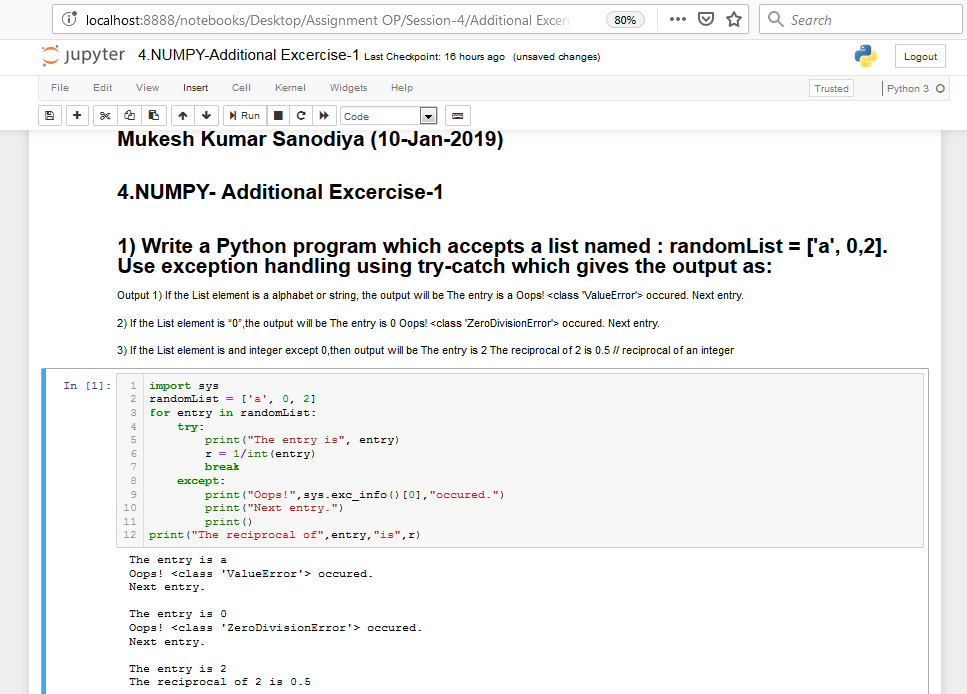 localhost:8888/notebooks/Desktop/Assignment OP/Session-4/Additional Excerc
80%
Search
jupyter 4.NUMPY-Additional Excercise-1 Last Checkpoint: 16 hours ago (unsaved changes)
Logout
File Edit View Insert Cell Kernel Widgets Help
Trusted
Python 3
Run
Code
Mukesh Kumar Sanodiya (10-Jan-2019)
4.NUMPY- Additional Excercise-1
1) Write a Python program which accepts a list named : randomList = ['a', 0,2].
Use exception handling using try-catch which gives the output as:
Output 1) If the List element is a alphabet or string, the output will be The entry is a Oops! <class 'ValueError'> occured. Next entry.
2) If the List element is “0”,the output will be The entry is 0 Oops! <class 'ZeroDivisionError'> occured. Next entry.
3) If the List element is and integer except 0,then output will be The entry is 2 The reciprocal of 2 is 0.5 // reciprocal of an integer
In [1]:
1 import sys
2 randomList = ['a', 0, 2]
3 for entry in randomList:
4     try:
5         print("The entry is", entry)
6         r = 1/int(entry)
7         break
8     except:
9         print("Oops!",sys.exc_info()[0],"occured.")
10         print("Next entry.")
11         print()
12 print("The reciprocal of",entry,"is",r)
The entry is a
Oops! <class 'ValueError'> occured.
Next entry.
The entry is 0
Oops! <class 'ZeroDivisionError'> occured.
Next entry.
The entry is 2
The reciprocal of 2 is 0.5